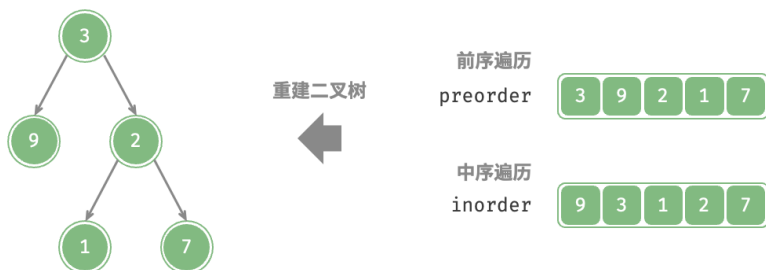 3
9
2
1
7
重建二叉树
前序遍历
preorder
3 9 2 1 7
中序遍历
inorder
9 3 1 2 7